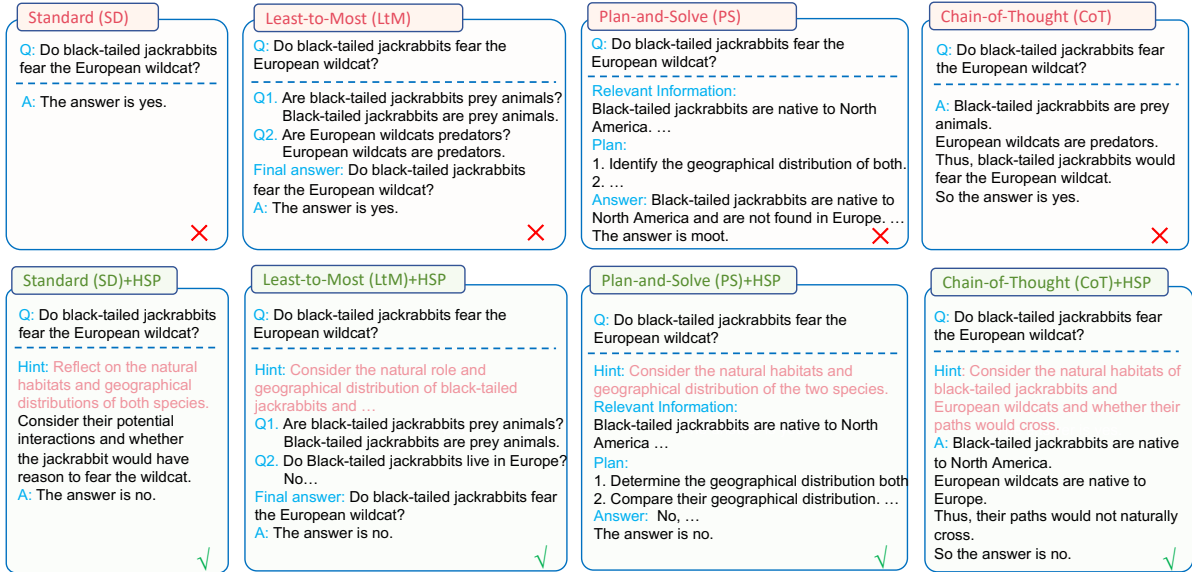 Standard (SD)
Q: Do black-tailed jackrabbits
fear the European wildcat?
A: The answer is yes.
Least-to-Most (LtM)
Q: Do black-tailed jackrabbits fear the
European wildcat?
Q1. Are black-tailed jackrabbits prey animals?
Black-tailed jackrabbits are prey animals.
Q2. Are European wildcats predators?
European wildcats are predators.
Final answer: Do black-tailed jackrabbits
fear the European wildcat?
A: The answer is yes.
Plan-and-Solve (PS)
Q: Do black-tailed jackrabbits fear the
European wildcat?
Relevant Information:
Black-tailed jackrabbits are native to North
America. …
Plan:
1. Identify the geographical distribution of both.
2. …
Answer: Black-tailed jackrabbits are native to
North America and are not found in Europe. …
The answer is moot.
Chain-of-Thought (CoT)
Q: Do black-tailed jackrabbits fear
the European wildcat?
A: Black-tailed jackrabbits are prey
animals.
European wildcats are predators.
Thus, black-tailed jackrabbits would
fear the European wildcat.
So the answer is yes.
Standard (SD)+HSP
Q: Do black-tailed jackrabbits
fear the European wildcat?
Hint: Reflect on the natural
habitats and geographical
distributions of both species.
Consider their potential
interactions and whether
the jackrabbit would have
reason to fear the wildcat.
A: The answer is no.
Least-to-Most (LtM)+HSP
Q: Do black-tailed jackrabbits fear the
European wildcat?
Hint: Consider the natural role and
geographical distribution of black-tailed
jackrabbits and …
Q1. Are black-tailed jackrabbits prey animals?
Black-tailed jackrabbits are prey animals.
Q2. Do Black-tailed jackrabbits live in Europe?
No…
Final answer: Do black-tailed jackrabbits fear
the European wildcat?
A: The answer is no.
Plan-and-Solve (PS)+HSP
Q: Do black-tailed jackrabbits fear the
European wildcat?
Hint: Consider the natural habitats and
geographical distribution of the two species.
Relevant Information:
Black-tailed jackrabbits are native to North
America …
Plan:
1. Determine the geographical distribution both
2. Compare their geographical distribution. …
Answer: No, …
The answer is no.
Chain-of-Thought (CoT)+HSP
Q: Do black-tailed jackrabbits fear
the European wildcat?
Hint: Consider the natural habitats of
black-tailed jackrabbits and
European wildcats and whether their
paths would cross.
A: Black-tailed jackrabbits are native
to North America.
European wildcats are native to
Europe.
Thus, their paths would not naturally
cross.
So the answer is no.